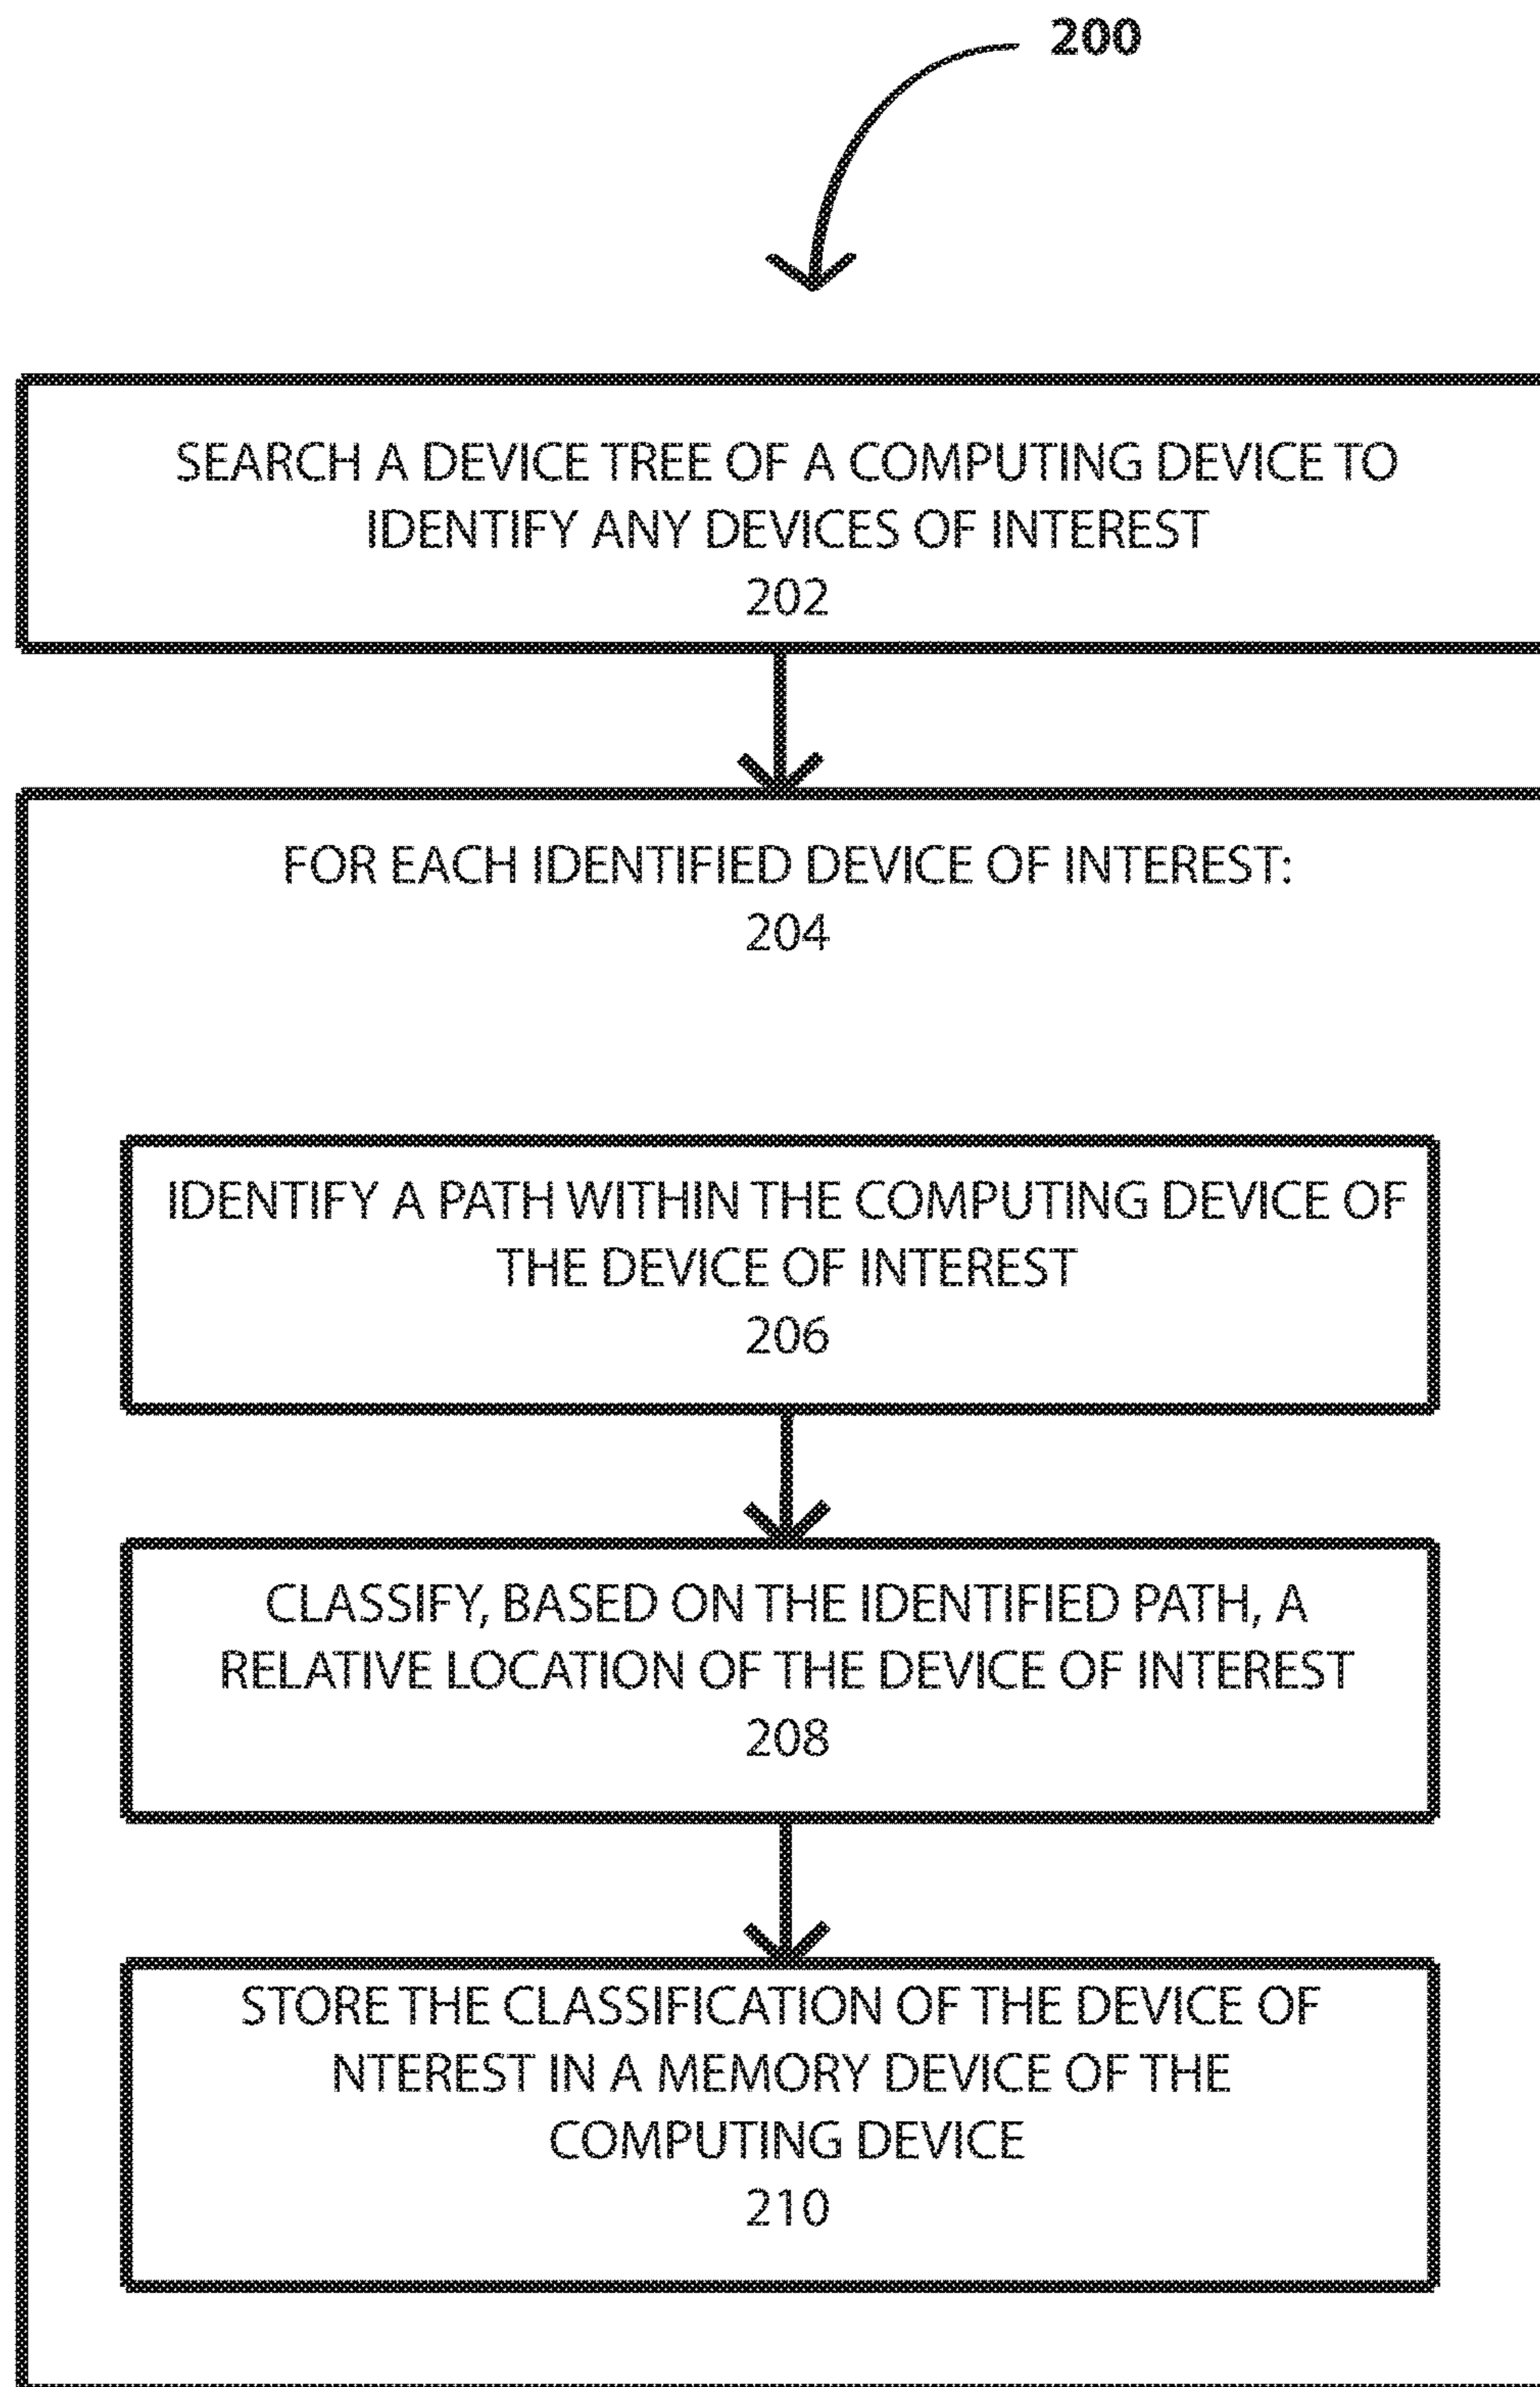 200
SEARCH A DEVICE TREE OF A COMPUTING DEVICE TO
IDENTIFY ANY DEVICES OF INTEREST
202
FOR EACH IDENTIFIED DEVICE OF INTEREST:
204
IDENTIFY A PATH WITHIN THE COMPUTING DEVICE OF
THE DEVICE OF INTEREST
206
CLASSIFY, BASED ON THE IDENTIFIED PATH, A
RELATIVE LOCATION OF THE DEVICE OF INTEREST
208
STORE THE CLASSIFICATION OF THE DEVICE OF
NTEREST IN A MEMORY DEVICE OF THE
COMPUTING DEVICE
210